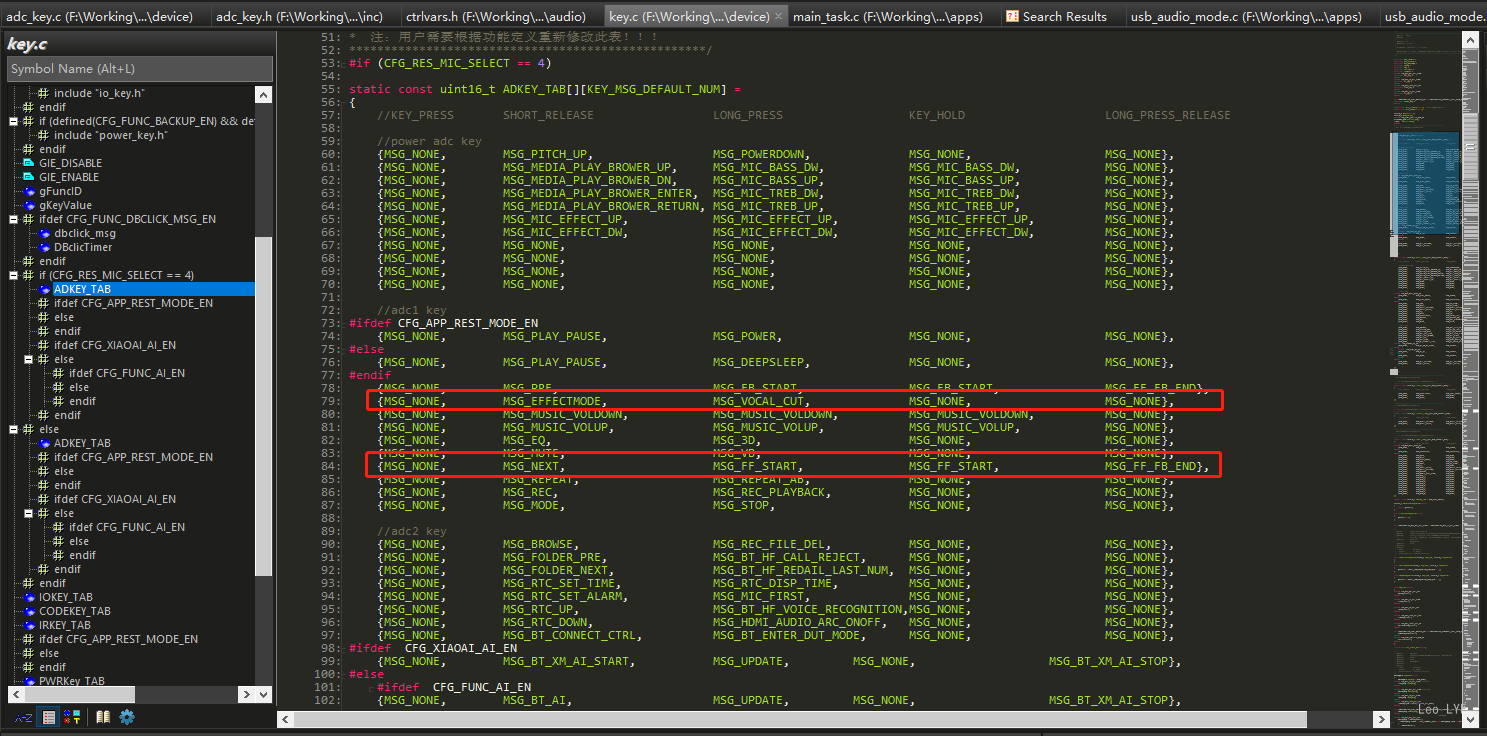 adc_key.c (F:\Working\...\device) adc_key.h (F:\Working\...\inc) ctrlvars.h (F:\Working\...\audio) key.c (F:\Working\...\device) × main_task.c (F:\Working\...\apps) Search Results usb_audio_mode.c (F:\Working\...\apps) usb_audio_mode.
key.c
Symbol Name (Alt+L)
include "io_key.h"
endif
if (defined(CFG_FUNC_BACKUP_EN) && de
include "power_key.h"
endif
GIE_DISABLE
GIE_ENABLE
gFuncID
gKeyValue
ifdef CFG_FUNC_DBCLICK_MSG_EN
dbclick_msg
DBclicTimer
endif
if (CFG_RES_MIC_SELECT == 4)
ADKEY_TAB
ifdef CFG_APP_REST_MODE_EN
else
endif
ifdef CFG_XIAOAI_AI_EN
else
ifdef CFG_FUNC_AI_EN
else
endif
endif
else
ADKEY_TAB
ifdef CFG_APP_REST_MODE_EN
else
endif
ifdef CFG_XIAOAI_AI_EN
else
ifdef CFG_FUNC_AI_EN
else
endif
endif
endif
IOKEY_TAB
CODEKEY_TAB
IRKEY_TAB
ifdef CFG_APP_REST_MODE_EN
else
endif
PWRKey_TAB
A-Z
51: * 注: 用户需要根据功能定义重新修改此表！！！
52: ***************************************************/
53: #if (CFG_RES_MIC_SELECT == 4)
54:
55: static const uint16_t ADKEY_TAB[][KEY_MSG_DEFAULT_NUM] =
56: {
57: //KEY_PRESS SHORT_RELEASE LONG_PRESS KEY_HOLD LONG_PRESS_RELEASE
58:
59: //power adc key
60: {MSG_NONE, MSG_PITCH_UP, MSG_POWERDOWN, MSG_NONE, MSG_NONE},
61: {MSG_NONE, MSG_MEDIA_PLAY_BROWER_UP, MSG_MIC_BASS_DW, MSG_MIC_BASS_DW, MSG_NONE},
62: {MSG_NONE, MSG_MEDIA_PLAY_BROWER_DN, MSG_MIC_BASS_UP, MSG_MIC_BASS_UP, MSG_NONE},
63: {MSG_NONE, MSG_MEDIA_PLAY_BROWER_ENTER, MSG_MIC_TREB_DW, MSG_MIC_TREB_DW, MSG_NONE},
64: {MSG_NONE, MSG_MEDIA_PLAY_BROWER_RETURN, MSG_MIC_TREB_UP, MSG_MIC_TREB_UP, MSG_NONE},
65: {MSG_NONE, MSG_MIC_EFFECT_UP, MSG_MIC_EFFECT_UP, MSG_MIC_EFFECT_UP, MSG_NONE},
66: {MSG_NONE, MSG_MIC_EFFECT_DW, MSG_MIC_EFFECT_DW, MSG_MIC_EFFECT_DW, MSG_NONE},
67: {MSG_NONE, MSG_NONE, MSG_NONE, MSG_NONE, MSG_NONE},
68: {MSG_NONE, MSG_NONE, MSG_NONE, MSG_NONE, MSG_NONE},
69: {MSG_NONE, MSG_NONE, MSG_NONE, MSG_NONE, MSG_NONE},
70: {MSG_NONE, MSG_NONE, MSG_NONE, MSG_NONE, MSG_NONE},
71:
72: //adc1 key
73: #ifdef CFG_APP_REST_MODE_EN
74: {MSG_NONE, MSG_PLAY_PAUSE, MSG_POWER, MSG_NONE, MSG_NONE},
75: #else
76: {MSG_NONE, MSG_PLAY_PAUSE, MSG_DEEPSLEEP, MSG_NONE, MSG_NONE},
77: #endif
78: {MSG_NONE, MSG_PRE, MSG_FB_START, MSG_FB_START, MSG_FF_FB_END},
79: {MSG_NONE, MSG_EFFECTMODE, MSG_VOCAL_CUT, MSG_NONE, MSG_NONE},
80: {MSG_NONE, MSG_MUSIC_VOLDOWN, MSG_MUSIC_VOLDOWN, MSG_MUSIC_VOLDOWN, MSG_NONE},
81: {MSG_NONE, MSG_MUSIC_VOLUP, MSG_MUSIC_VOLUP, MSG_MUSIC_VOLUP, MSG_NONE},
82: {MSG_NONE, MSG_EQ, MSG_3D, MSG_NONE, MSG_NONE},
83: {MSG_NONE, MSG_MUTE, MSG_VB, MSG_NONE, MSG_NONE},
84: {MSG_NONE, MSG_NEXT, MSG_FF_START, MSG_FF_START, MSG_FF_FB_END},
85: {MSG_NONE, MSG_REPEAT, MSG_REPEAT_AB, MSG_NONE, MSG_NONE},
86: {MSG_NONE, MSG_REC, MSG_REC_PLAYBACK, MSG_NONE, MSG_NONE},
87: {MSG_NONE, MSG_MODE, MSG_STOP, MSG_NONE, MSG_NONE},
88:
89: //adc2 key
90: {MSG_NONE, MSG_BROWSE, MSG_REC_FILE_DEL, MSG_NONE, MSG_NONE},
91: {MSG_NONE, MSG_FOLDER_PRE, MSG_BT_HF_CALL_REJECT, MSG_NONE, MSG_NONE},
92: {MSG_NONE, MSG_FOLDER_NEXT, MSG_BT_HF_REDAIL_LAST_NUM, MSG_NONE, MSG_NONE},
93: {MSG_NONE, MSG_RTC_SET_TIME, MSG_RTC_DISP_TIME, MSG_NONE, MSG_NONE},
94: {MSG_NONE, MSG_RTC_SET_ALARM, MSG_MIC_FIRST, MSG_NONE, MSG_NONE},
95: {MSG_NONE, MSG_RTC_UP, MSG_BT_HF_VOICE_RECOGNITION,MSG_NONE, MSG_NONE},
96: {MSG_NONE, MSG_RTC_DOWN, MSG_HDMI_AUDIO_ARC_ONOFF, MSG_NONE, MSG_NONE},
97: {MSG_NONE, MSG_BT_CONNECT_CTRL, MSG_BT_ENTER_DUT_MODE, MSG_NONE, MSG_NONE},
98: #ifdef CFG_XIAOAI_AI_EN
99: {MSG_NONE, MSG_BT_XM_AI_START, MSG_UPDATE, MSG_NONE, MSG_BT_XM_AI_STOP},
100: #else
101: #ifdef CFG_FUNC_AI_EN
102: {MSG_NONE, MSG_BT_AI, MSG_UPDATE, MSG_NONE, MSG_BT_XM_AI_STOP},